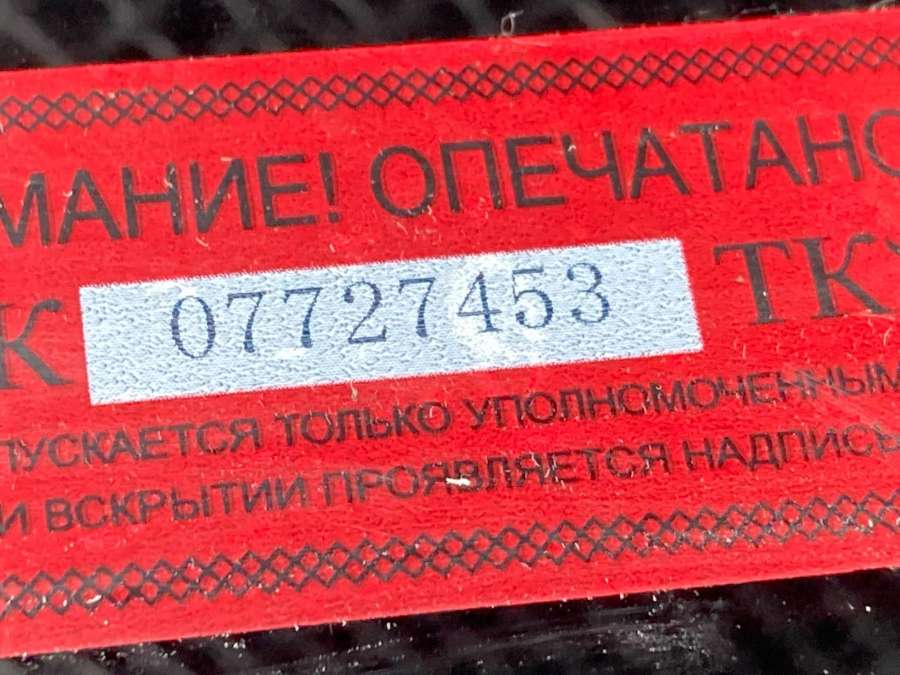 МАНИЕ! ОПЕЧАТАНО
К 07727453 ТК
ПУСКАЕТСЯ ТОЛЬКО УПОЛНОМОЧЕННЫМ
И ВСКРЫТИИ ПРОЯВЛЯЕТСЯ НАДПИСЬ